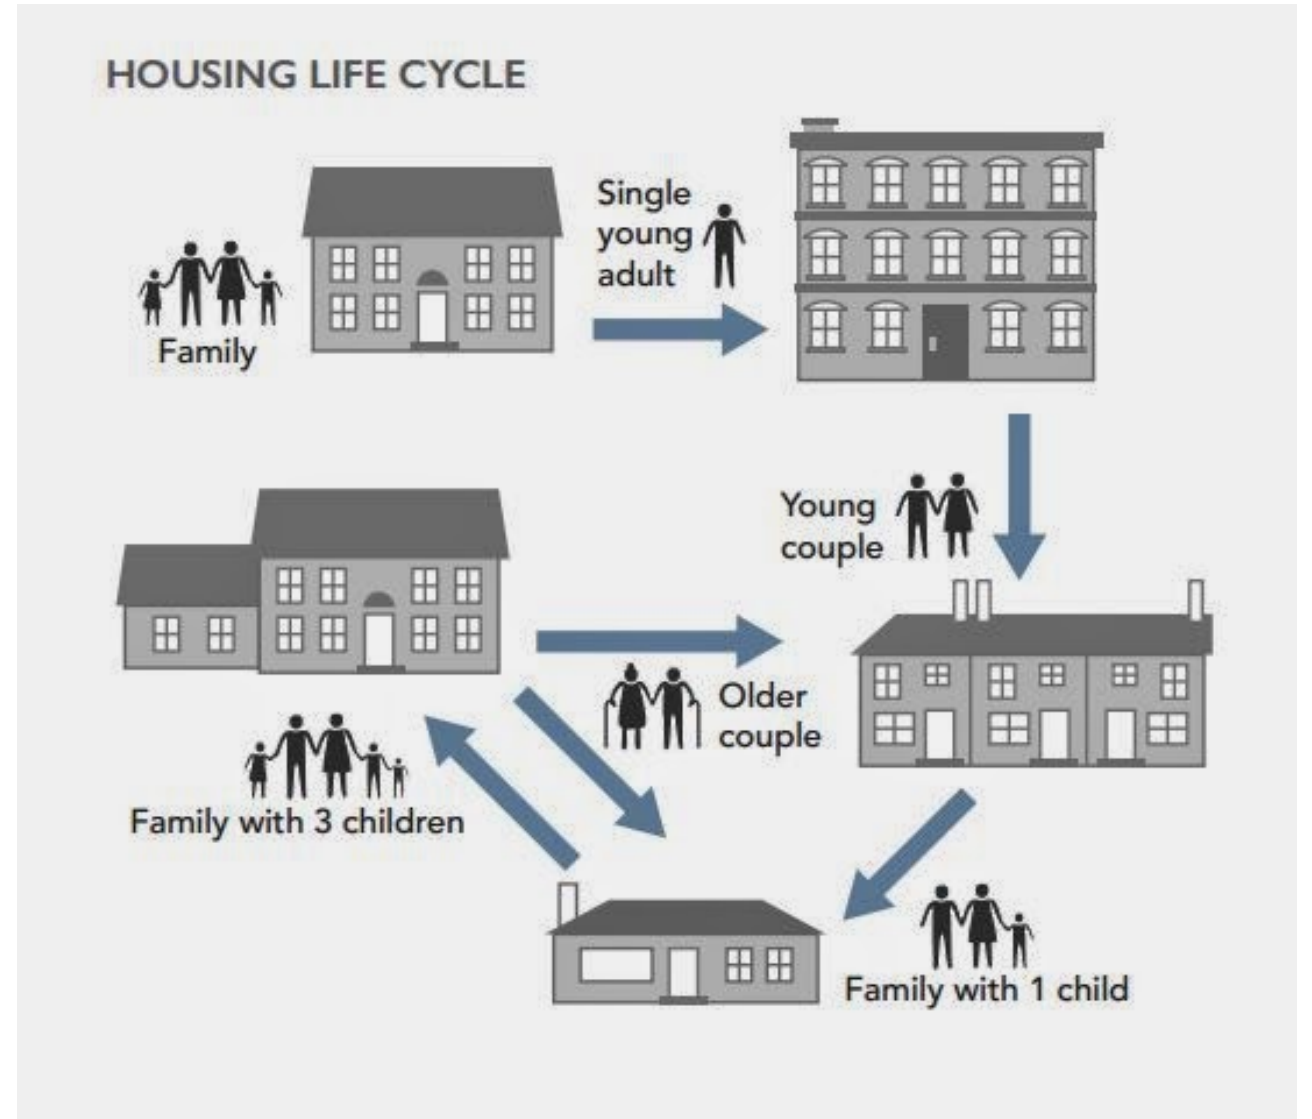 HOUSING LIFE CYCLE
Single
young
adult
Family
Young
couple
Older
couple
Family with 3 children
Family with 1 child